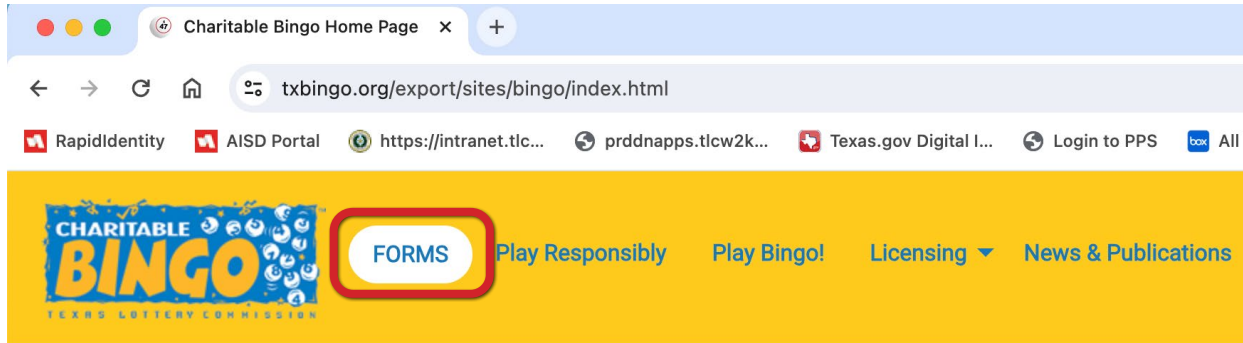 Charitable Bingo Home Page
txbingo.org/export/sites/bingo/index.html
RapidIdentity AISD Portal https://intranet.tlc... prddnapps.tlcw2k... Texas.gov Digital I... Login to PPS box All
CHARITABLE
BINGO
TEXAS LOTTERY COMMISSION
FORMS Play Responsibly Play Bingo! Licensing News & Publications